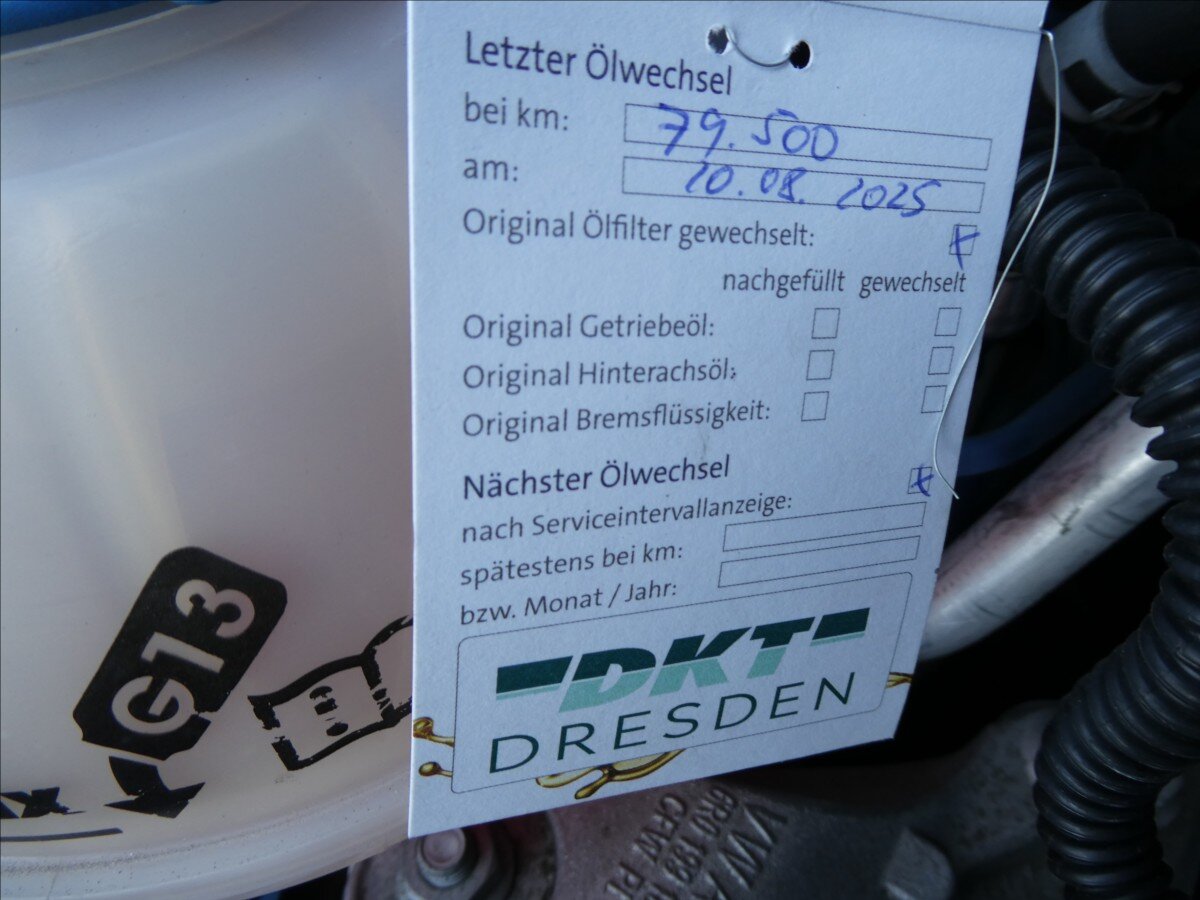 Letzter Ölwechsel
bei km: 79.500
am: 20.08.2025
Original Ölfilter gewechselt:
nachgefüllt gewechselt
Original Getriebeöl:
Original Hinterachsöl:
Original Bremsflüssigkeit:
Nächster Ölwechsel
nach Serviceintervallanzeige:
spätestens bei km:
bzw. Monat / Jahr:
DKT
DRESDEN
G13